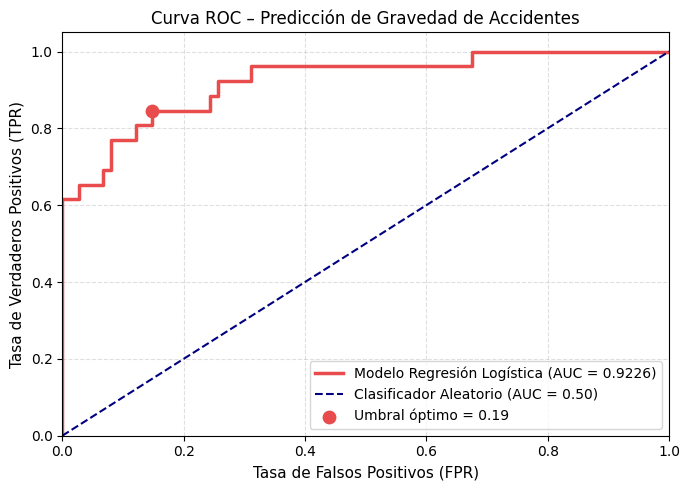 Curva ROC – Predicción de Gravedad de Accidentes
Tasa de Verdaderos Positivos (TPR)
1.0
0.8
0.6
0.4
0.2
0.0
0.0 0.2 0.4 0.6 0.8 1.0
Tasa de Falsos Positivos (FPR)
Modelo Regresión Logística (AUC = 0.9226)
Clasificador Aleatorio (AUC = 0.50)
Umbral óptimo = 0.19